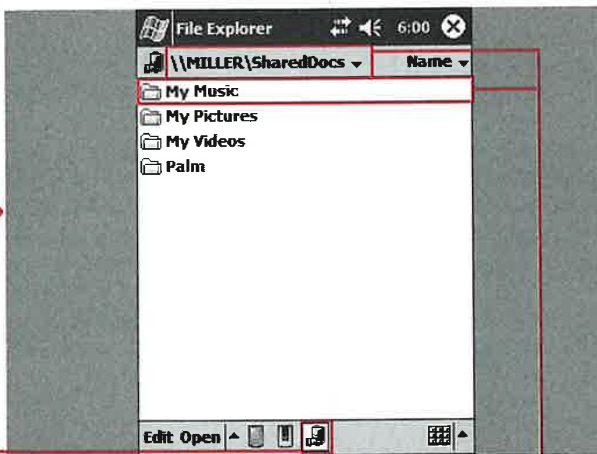 File Explorer 6:00
\\MILLER\SharedDocs Name
My Music
My Pictures
My Videos
Palm
Edit Open